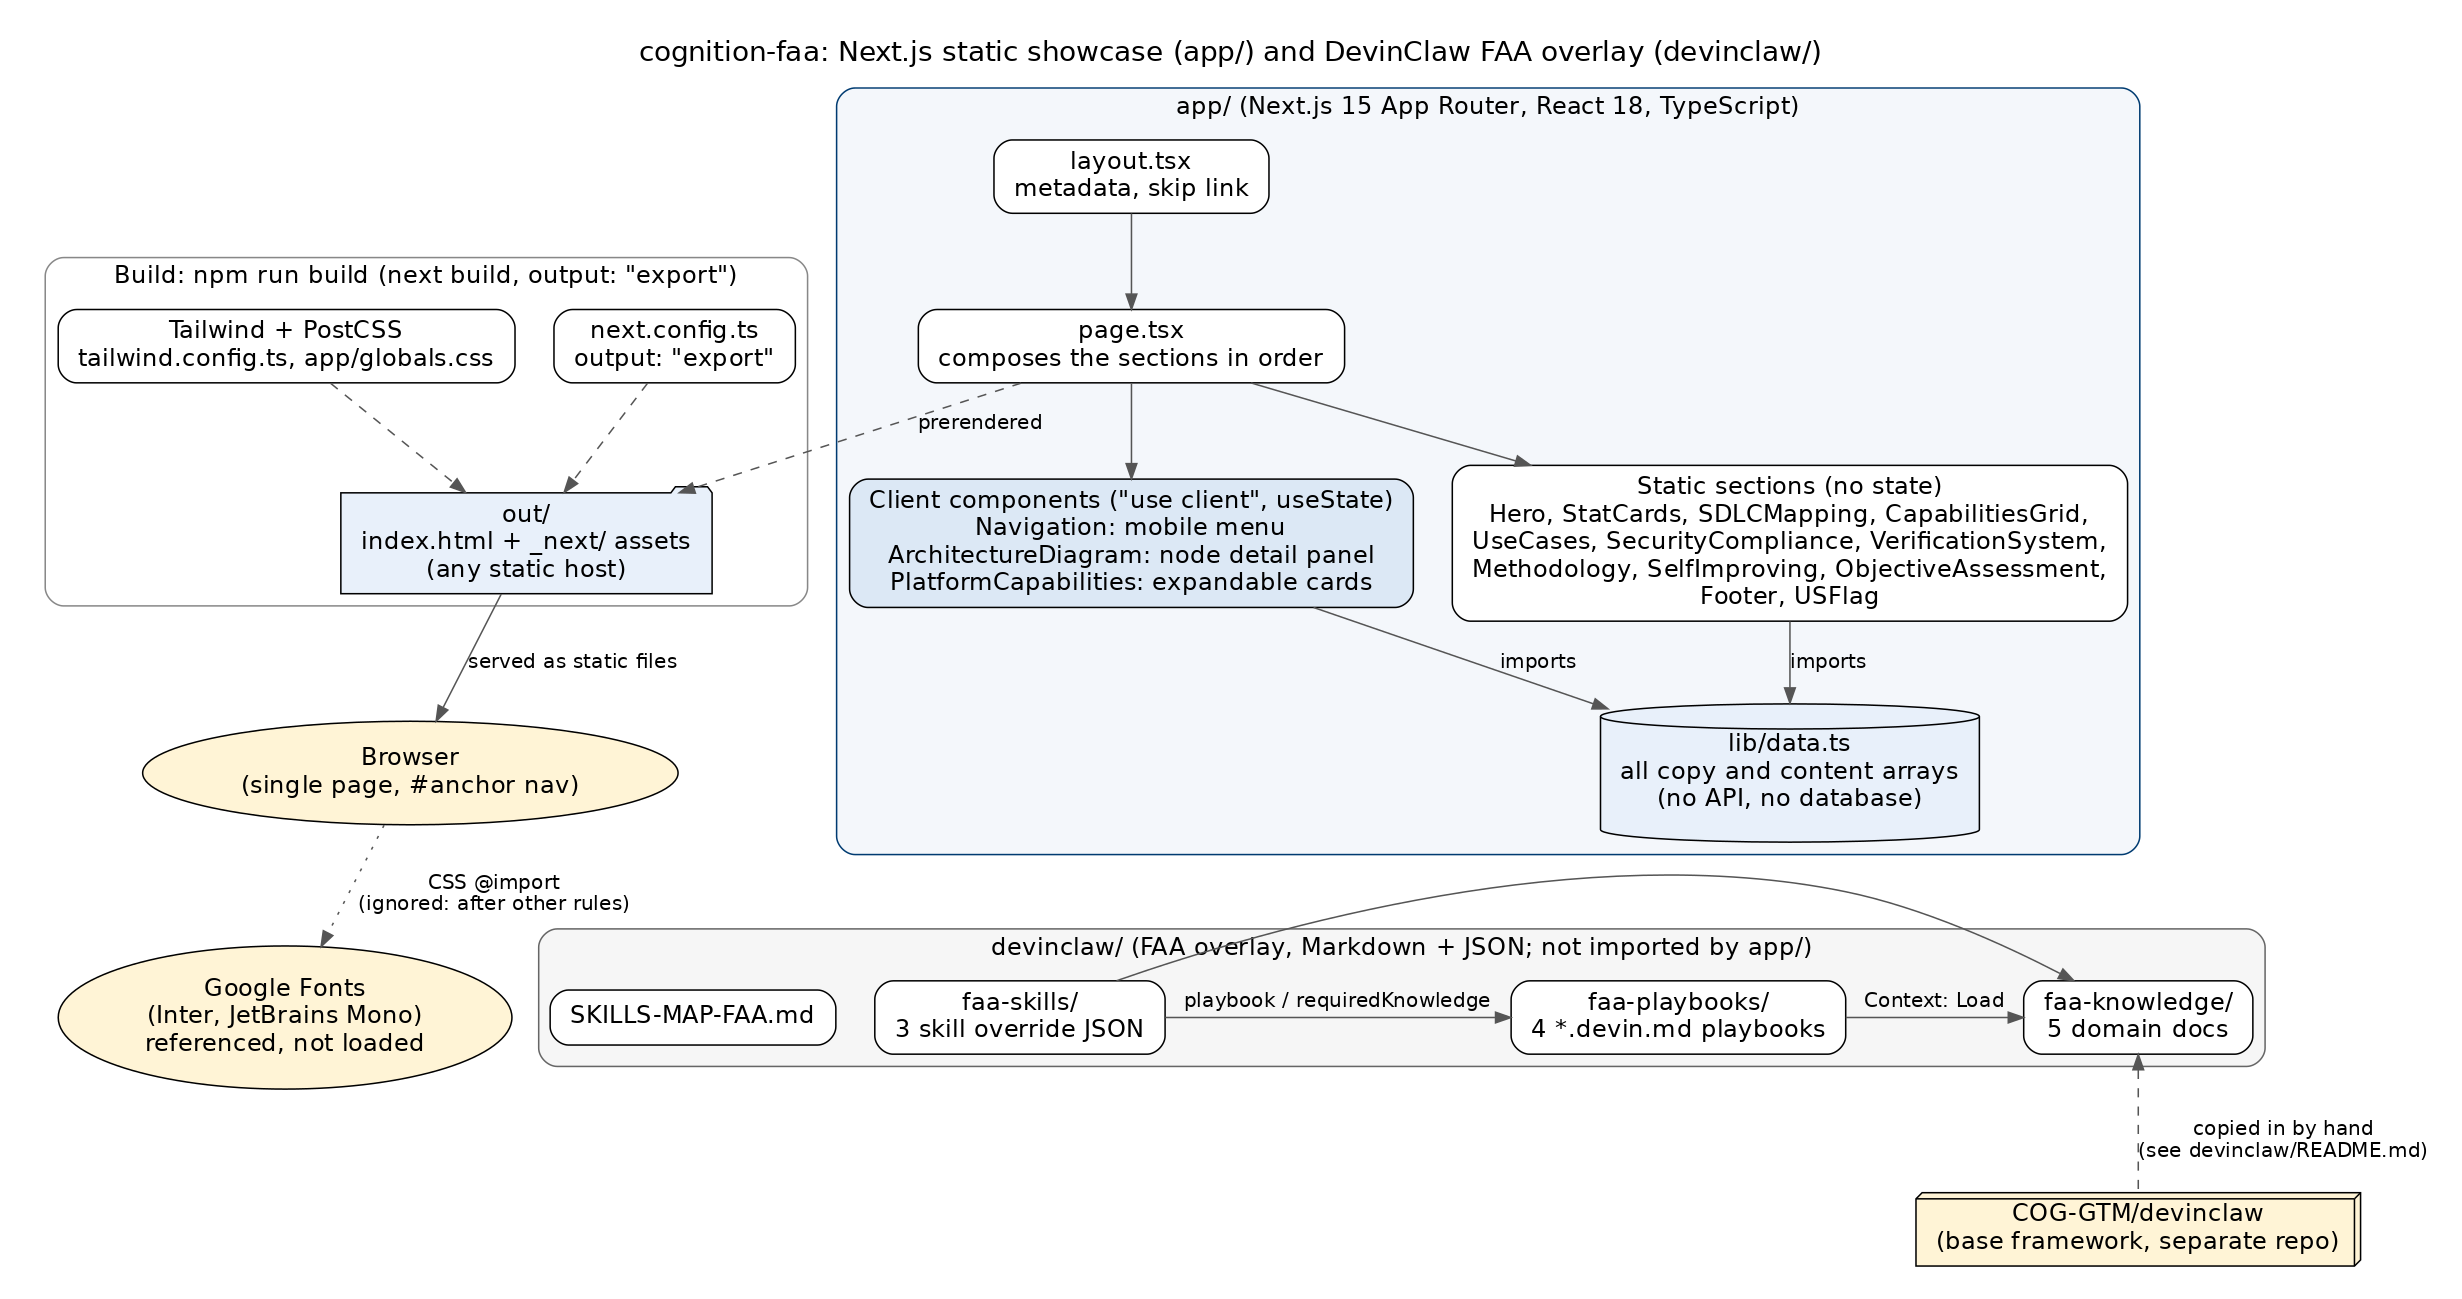 cognition-faa: Next.js static showcase (app/) and DevinClaw FAA overlay (devinclaw/)
app/ (Next.js 15 App Router, React 18, TypeScript)
layout.tsx
metadata, skip link
Build: npm run build (next build, output: "export")
Tailwind + PostCSS
tailwind.config.ts, app/globals.css
next.config.ts
output: "export"
page.tsx
composes the sections in order
prerendered
out/
index.html + _next/ assets
(any static host)
Client components ("use client", useState)
Navigation: mobile menu
ArchitectureDiagram: node detail panel
PlatformCapabilities: expandable cards
Static sections (no state)
Hero, StatCards, SDLCMapping, CapabilitiesGrid,
UseCases, SecurityCompliance, VerificationSystem,
Methodology, SelfImproving, ObjectiveAssessment,
Footer, USFlag
served as static files
imports
imports
Browser
(single page, #anchor nav)
lib/data.ts
all copy and content arrays
(no API, no database)
CSS @import
(ignored: after other rules)
Google Fonts
(Inter, JetBrains Mono)
referenced, not loaded
devinclaw/ (FAA overlay, Markdown + JSON; not imported by app/)
SKILLS-MAP-FAA.md
faa-skills/
3 skill override JSON
playbook / requiredKnowledge
faa-playbooks/
4 *.devin.md playbooks
Context: Load
faa-knowledge/
5 domain docs
copied in by hand
(see devinclaw/README.md)
COG-GTM/devinclaw
(base framework, separate repo)